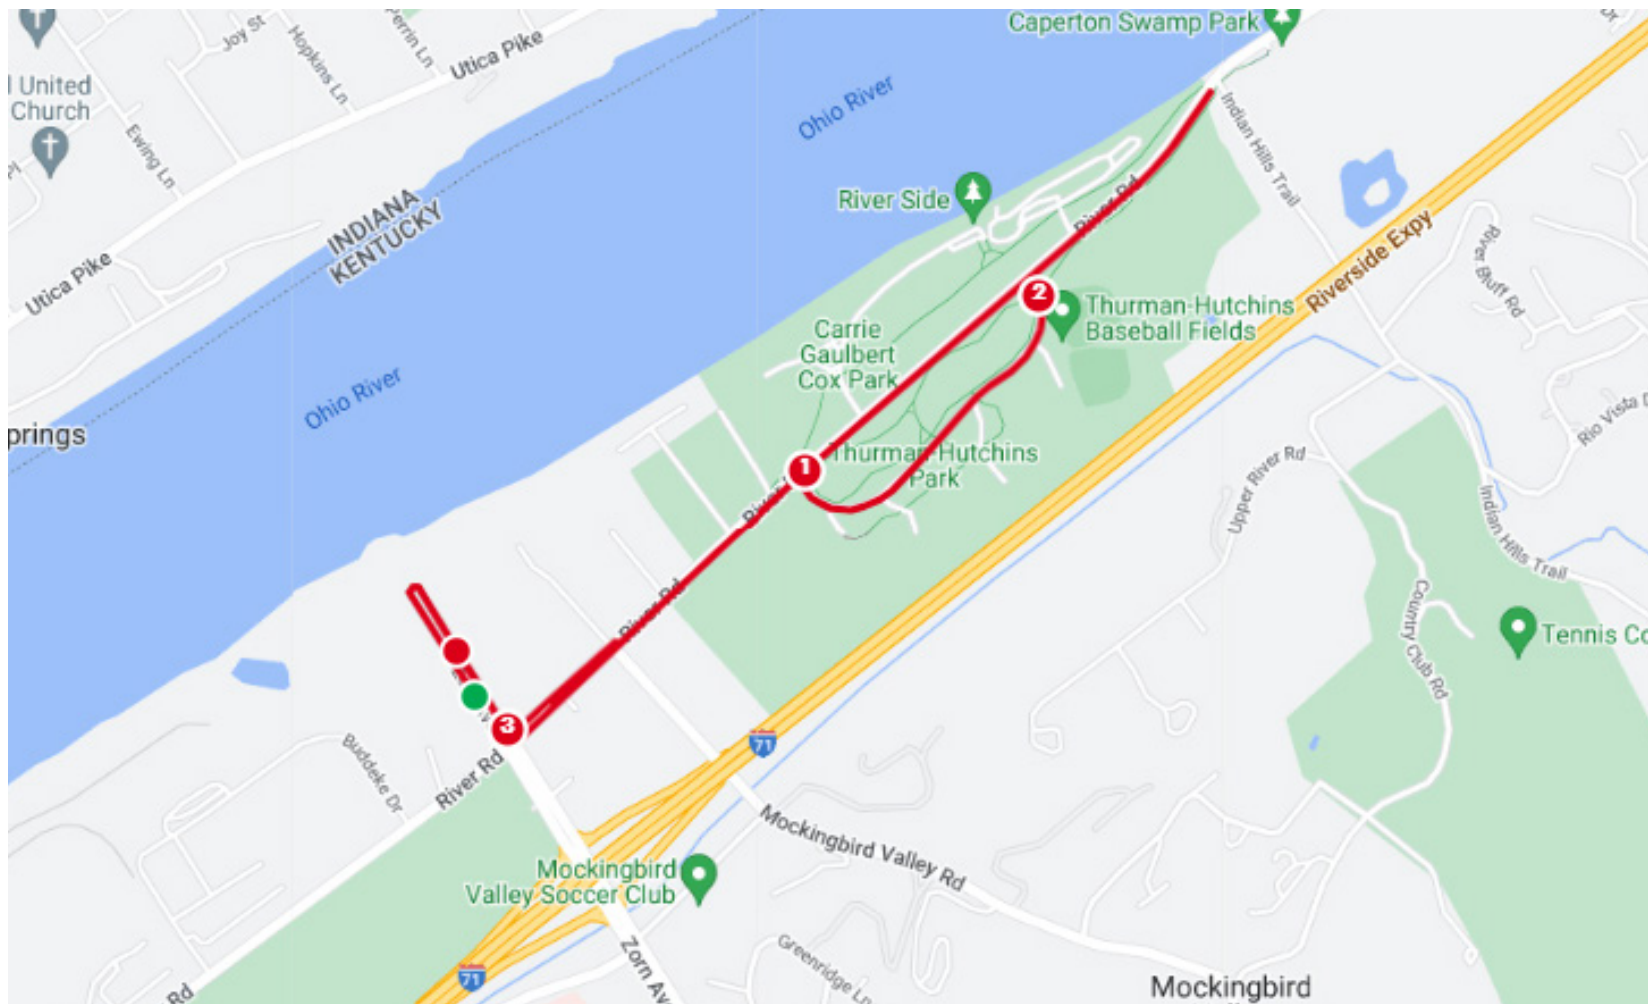 Caperton Swamp Park
Joy St
Hopkins Ln
Utica Pike
United
Church
Ewing Ln
Ohio River
Indian Hills Trail
INDIANA
KENTUCKY
River Side
River Rd
Riverside Expy
River Bluff Rd
Utica Pike
2
Thurman-Hutchins
Baseball Fields
Carrie
Gaulbert
Cox Park
Ohio River
prings
1
Thurman-Hutchins
Park
Rio Vista D
Upper River Rd
Indian Hills Trail
River Rd
Country Club Rd
Tennis Co
3
71
Buddeke Dr
River Rd
Mockingbird Valley Rd
Mockingbird
Valley Soccer Club
Zorn Av
Greenridge Ln
71
Rd
Mockingbird